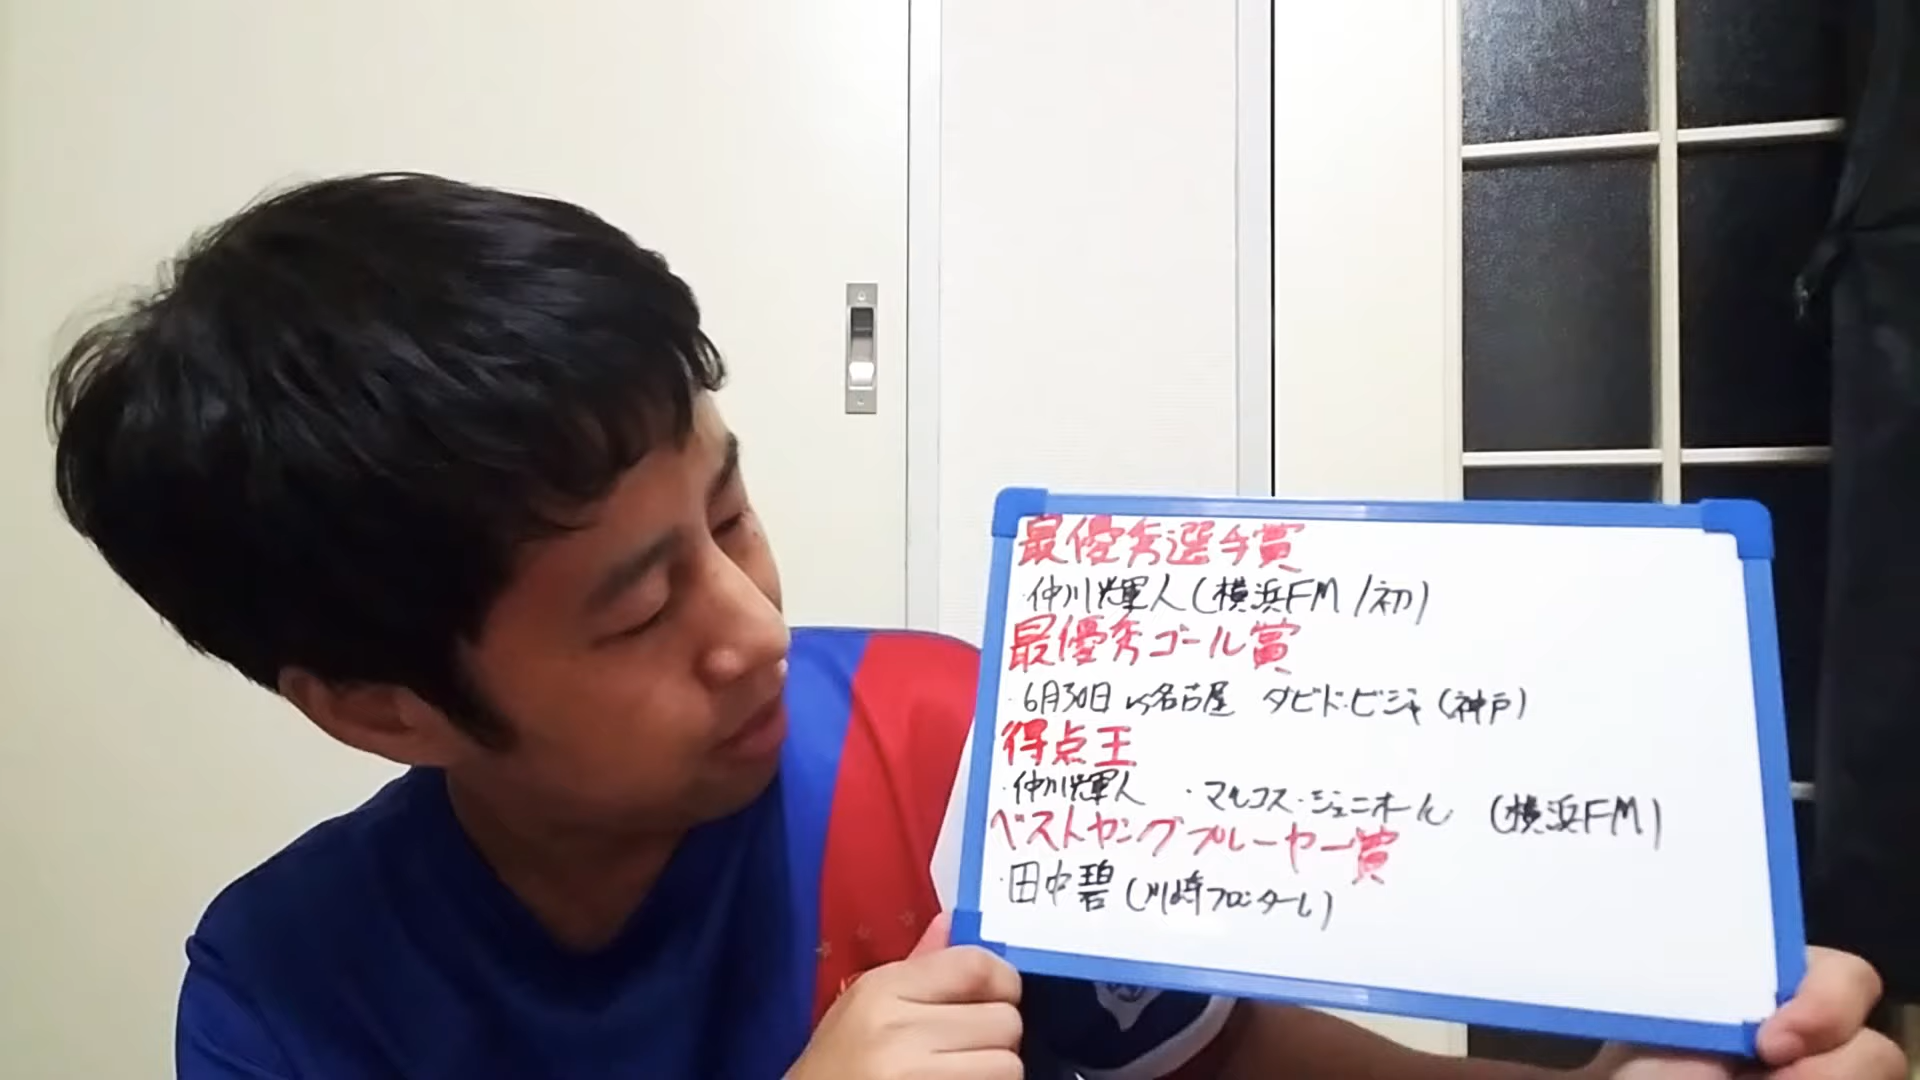 最優秀選手賞
・仲川輝人(横浜FM/初)
最優秀ゴール賞
・6月30日 vs名古屋 ダビド・ビジャ(神戸)
得点王
・仲川輝人 ・マルコス・ジュニオール (横浜FM)
ベストヤングプレーヤー賞
・田中碧(川崎フロンターレ)